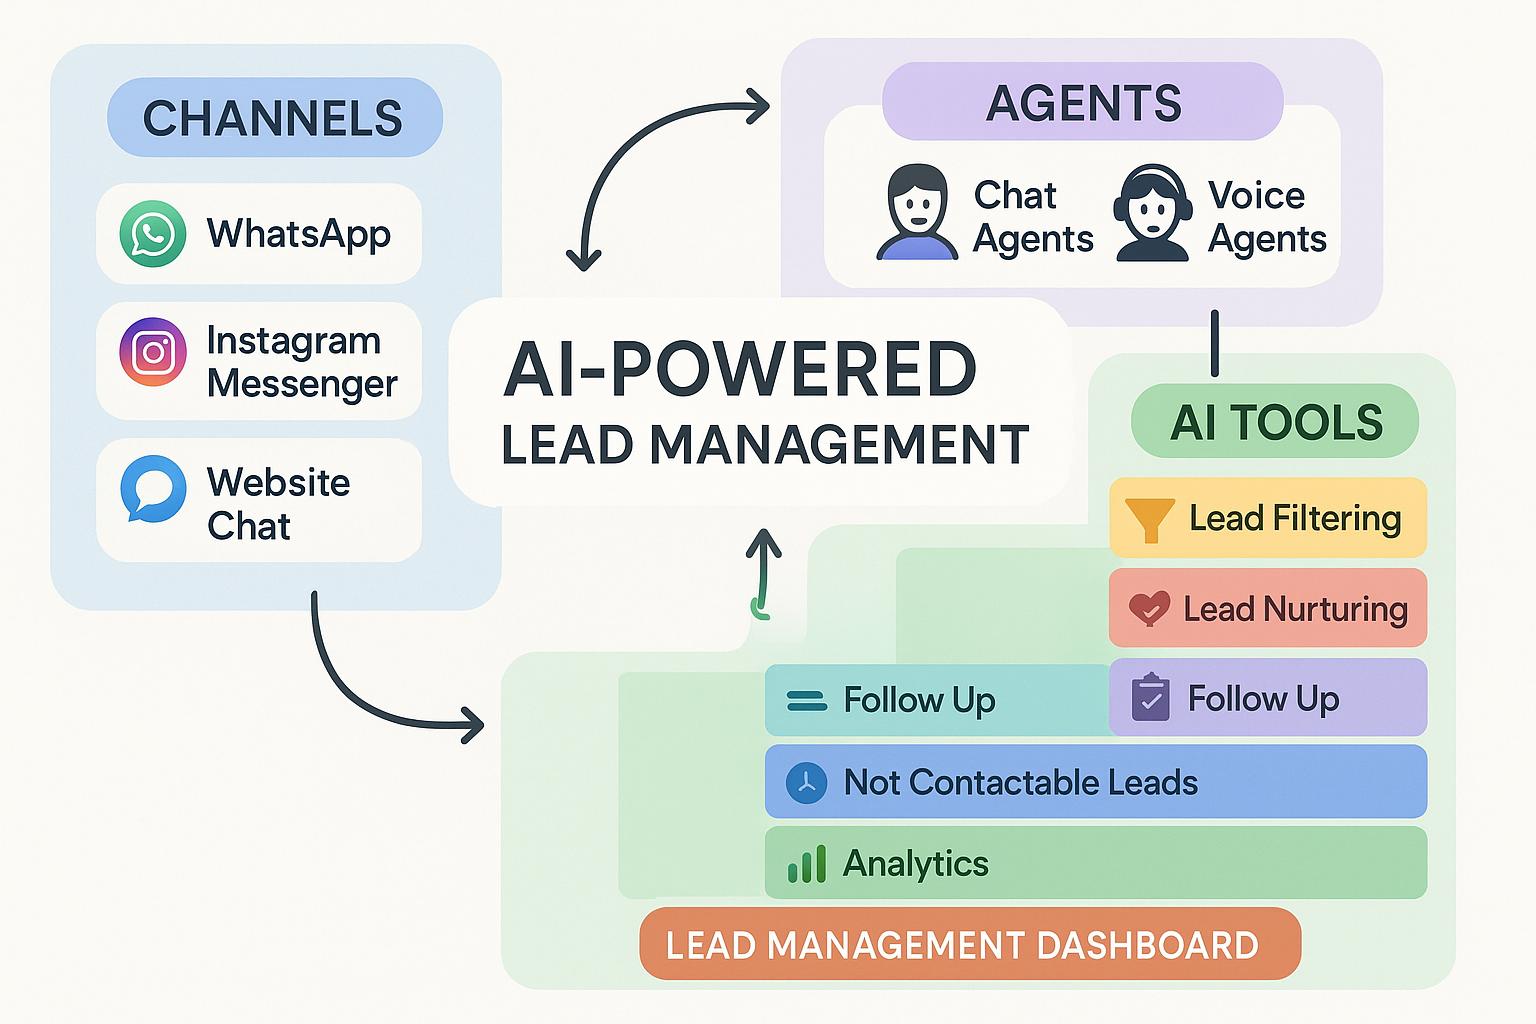 CHANNELS
WhatsApp
Instagram
Messenger
Website
Chat
AGENTS
Chat
Agents
Voice
Agents
AI-POWERED
LEAD MANAGEMENT
AI TOOLS
Lead Filtering
Lead Nurturing
Follow Up
Follow Up
Not Contactable Leads
Analytics
LEAD MANAGEMENT DASHBOARD